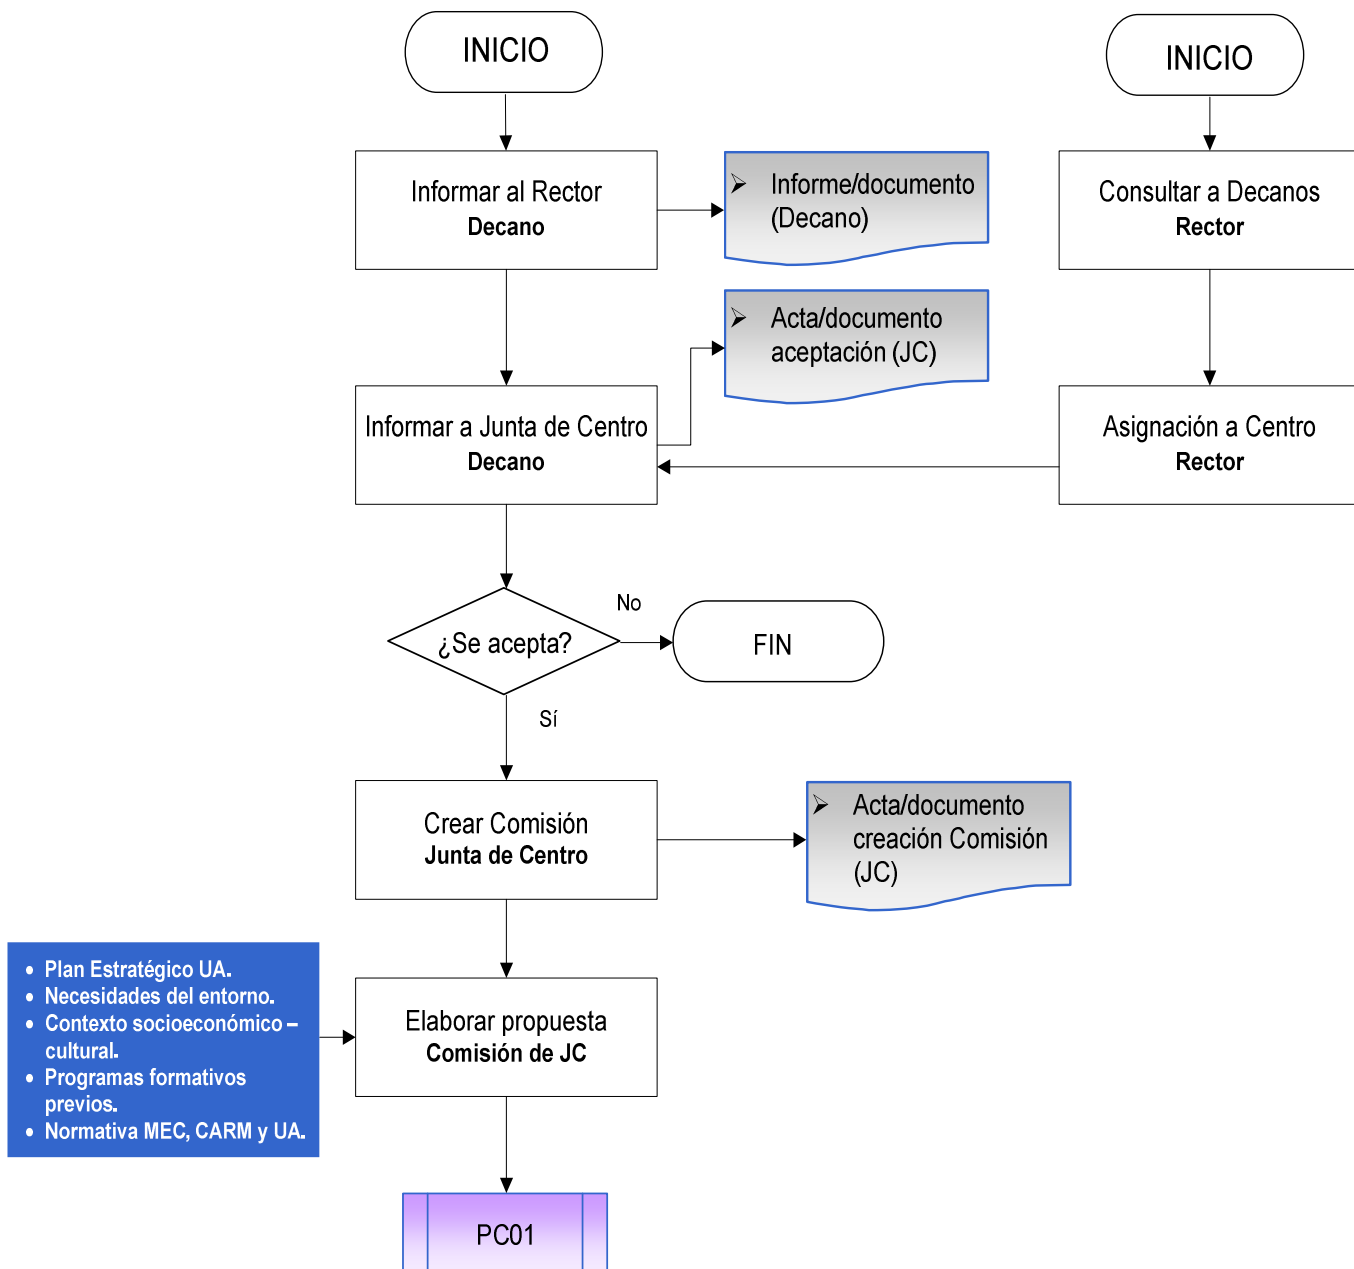 INICIO
INICIO
Informar al Rector
Decano
➢ Informe/documento
(Decano)
Consultar a Decanos
Rector
➢ Acta/documento
aceptación (JC)
Informar a Junta de Centro
Decano
Asignación a Centro
Rector
¿Se acepta?
No
FIN
Sí
Crear Comisión
Junta de Centro
➢ Acta/documento
creación Comisión
(JC)
• Plan Estratégico UA.
• Necesidades del entorno.
• Contexto socioeconómico –
cultural.
• Programas formativos
previos.
• Normativa MEC, CARM y UA.
Elaborar propuesta
Comisión de JC
PC01